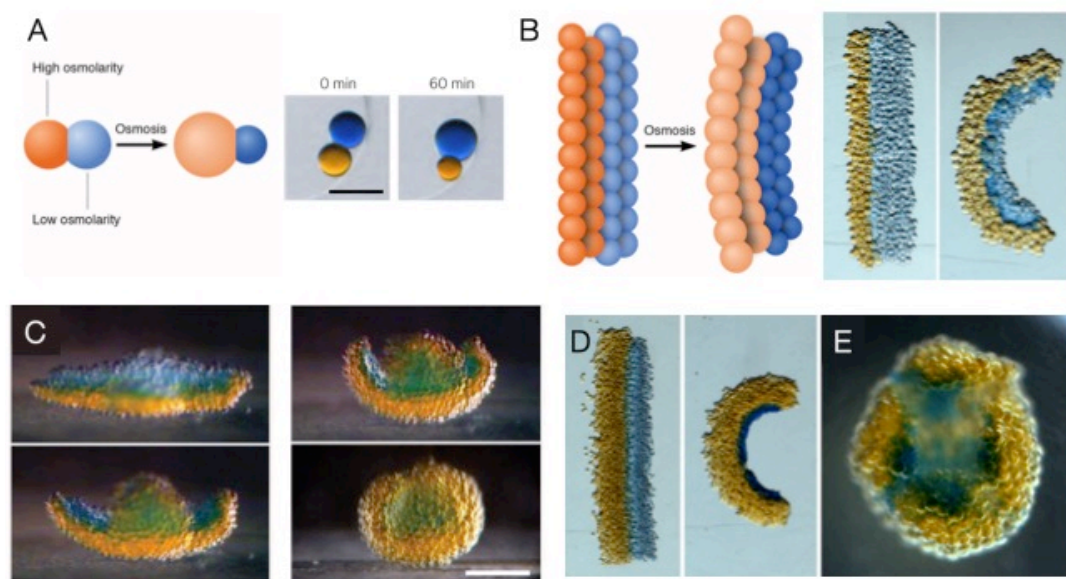 A
High osmolarity
Osmosis
Low osmolarity
0 min
60 min
B
Osmosis
C
D
E